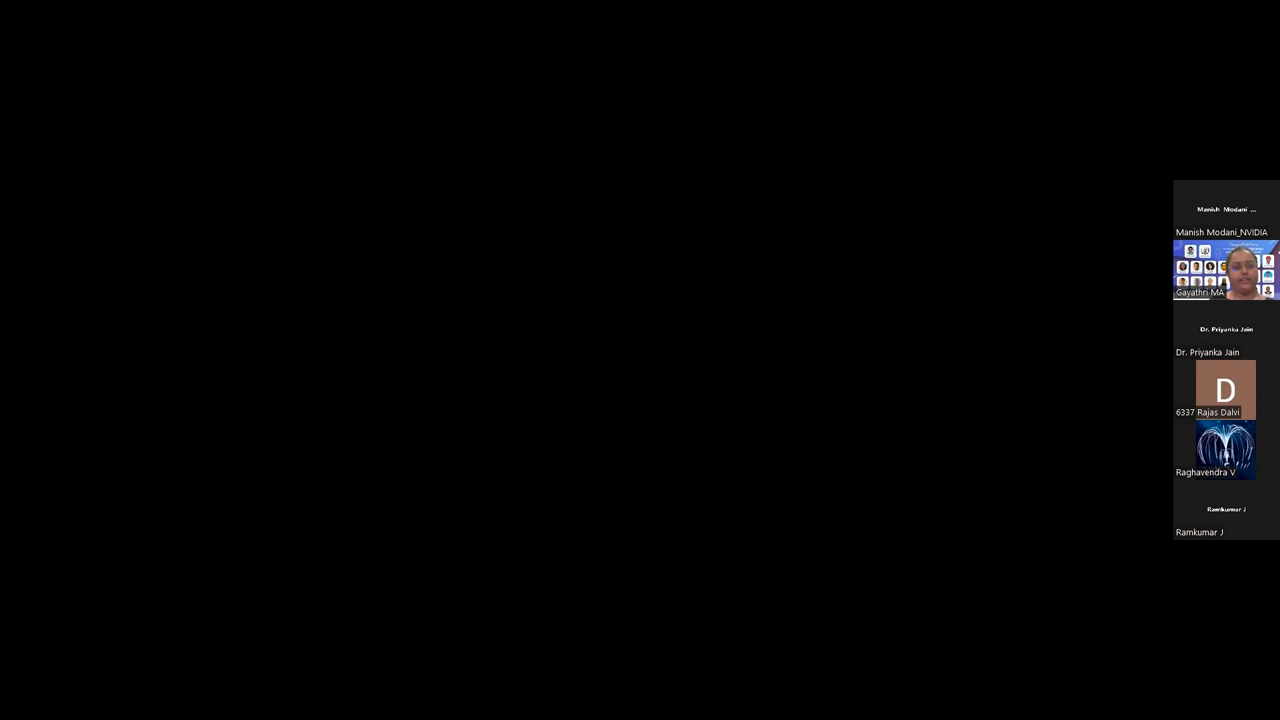 Manish Modani ...
Manish Modani_NVIDIA
Gayathri MA
Dr. Priyanka Jain
Dr. Priyanka Jain
D
6337 Rajas Dalvi
Raghavendra V
Ramkumar J
Ramkumar J